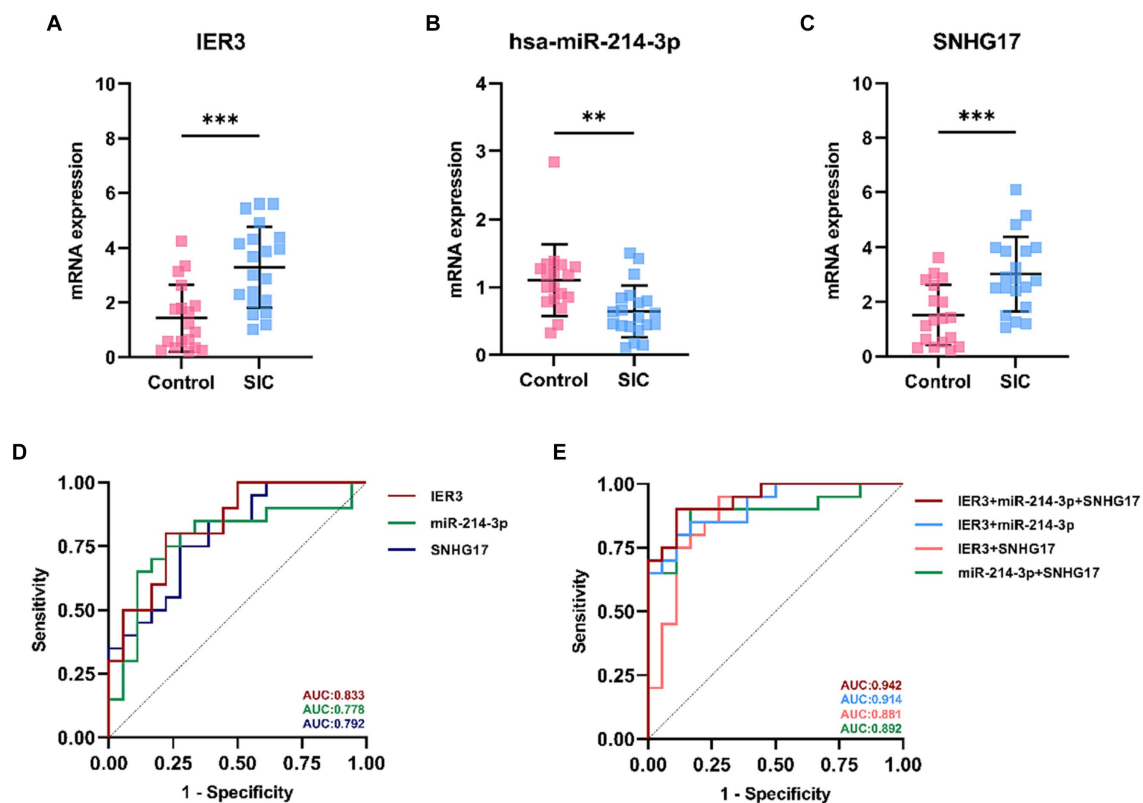 A
IER3
mRNA expression
10
8
6
4
2
0
***
Control
SIC
B
hsa-miR-214-3p
mRNA expression
4
3
2
1
0
**
Control
SIC
C
SNHG17
mRNA expression
10
8
6
4
2
0
***
Control
SIC
D
Sensitivity
1.00
0.75
0.50
0.25
0.00
0.00
0.25
0.50
0.75
1.00
1 - Specificity
IER3
miR-214-3p
SNHG17
AUC:0.833
AUC:0.778
AUC:0.792
E
Sensitivity
1.00
0.75
0.50
0.25
0.00
0.00
0.25
0.50
0.75
1.00
1 - Specificity
IER3+miR-214-3p+SNHG17
IER3+miR-214-3p
IER3+SNHG17
miR-214-3p+SNHG17
AUC:0.942
AUC:0.914
AUC:0.881
AUC:0.892